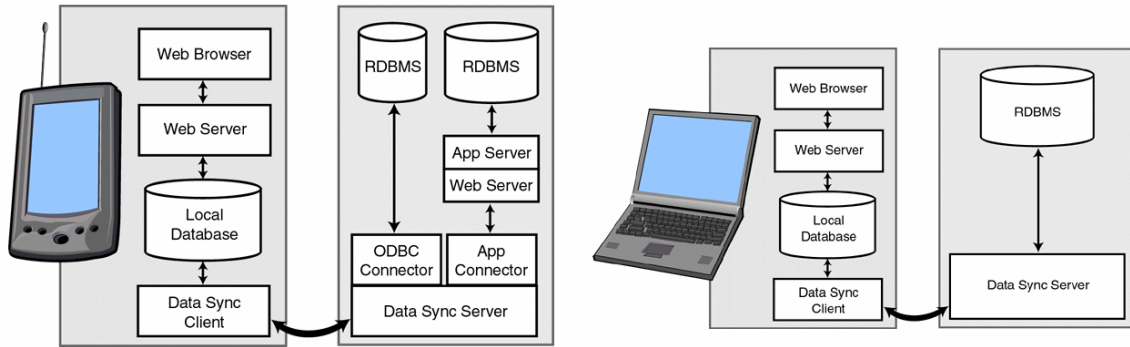 Web Browser
Web Server
Local
Database
Data Sync
Client
RDBMS
RDBMS
App Server
Web Server
ODBC
Connector
App
Connector
Data Sync Server
Web Browser
Web Server
Local
Database
Data Sync
Client
RDBMS
Data Sync Server